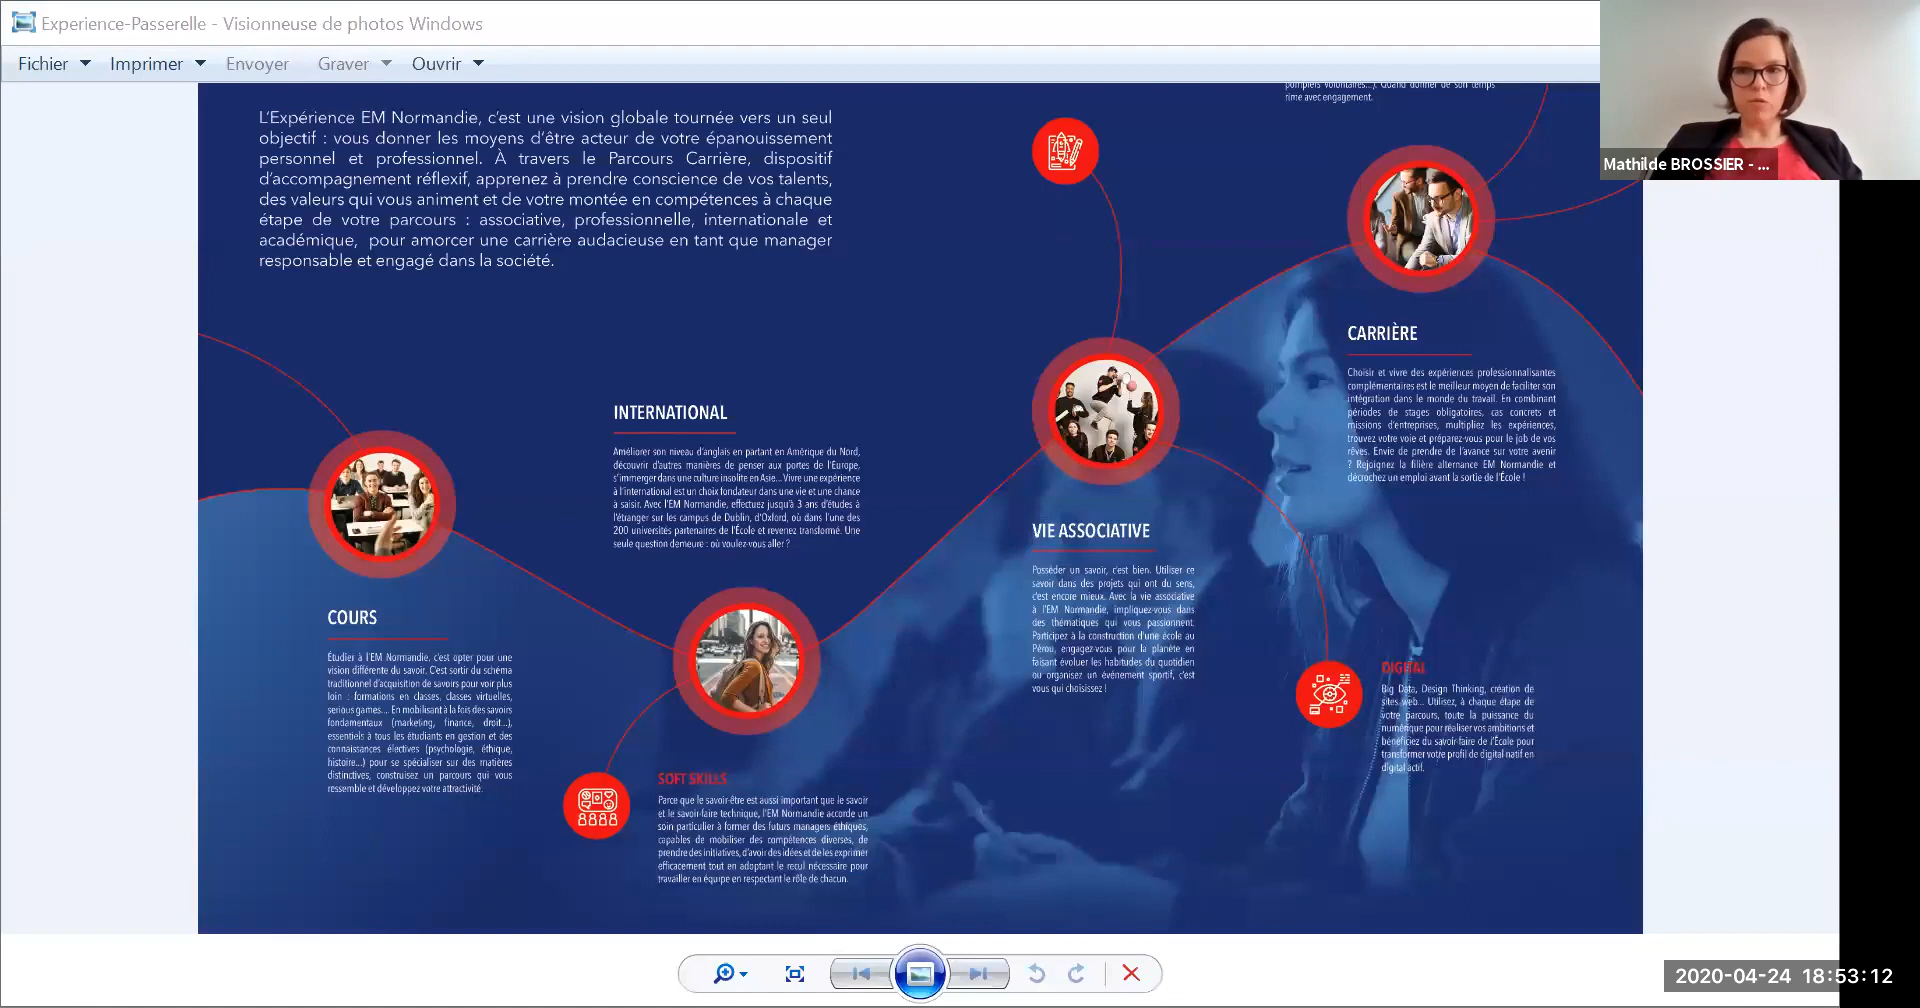 Experience-Passerelle - Visionneuse de photos Windows
Fichier
Imprimer
Envoyer
Graver
Ouvrir
Mathilde BROSSIER - ...
pompiers volontaires...). Quand donner de son temps
rime avec engagement.
L'Expérience EM Normandie, c'est une vision globale tournée vers un seul
objectif : vous donner les moyens d'être acteur de votre épanouissement
personnel et professionnel. À travers le Parcours Carrière, dispositif
d'accompagnement réflexif, apprenez à prendre conscience de vos talents,
des valeurs qui vous animent et de votre montée en compétences à chaque
étape de votre parcours : associative, professionnelle, internationale et
académique, pour amorcer une carrière audacieuse en tant que manager
responsable et engagé dans la société.
COURS
Étudier à l'EM Normandie, c'est opter pour une
vision différente du savoir. C'est sortir du schéma
traditionnel d'acquisition de savoirs pour voir plus
loin : formations en classes, classes virtuelles,
serious games.... En mobilisant à la fois des savoirs
fondamentaux (marketing, finance, droit...),
essentiels à tous les étudiants en gestion et des
connaissances électives (psychologie, éthique,
histoire...) pour se spécialiser sur des matières
distinctives, construisez un parcours qui vous
ressemble et développez votre attractivité.
INTERNATIONAL
Améliorer son niveau d'anglais en partant en Amérique du Nord,
découvrir d'autres manières de penser aux portes de l'Europe,
s'immerger dans une culture insolite en Asie... Vivre une expérience
à l'international est un choix fondateur dans une vie et une chance
à saisir. Avec l'EM Normandie, effectuez jusqu'à 3 ans d'études à
l'étranger sur les campus de Dublin, d'Oxford, où dans l'une des
200 universités partenaires de l'École et revenez transformé. Une
seule question demeure : où voulez-vous aller ?
SOFT SKILLS
Parce que le savoir-être est aussi important que le savoir
et le savoir-faire technique, l'EM Normandie accorde un
soin particulier à former des futurs managers éthiques,
capables de mobiliser des compétences diverses, de
prendre des initiatives, d'avoir des idées et de les exprimer
efficacement tout en adoptant le recul nécessaire pour
travailler en équipe en respectant le rôle de chacun.
VIE ASSOCIATIVE
Posséder un savoir, c'est bien. Utiliser ce
savoir dans des projets qui ont du sens,
c'est encore mieux. Avec la vie associative
à l'EM Normandie, impliquez-vous dans
des thématiques qui vous passionnent.
Participez à la construction d'une école au
Pérou, engagez-vous pour la planète en
faisant évoluer les habitudes du quotidien
ou organisez un événement sportif, c'est
vous qui choisissez !
CARRIÈRE
Choisir et vivre des expériences professionnalisantes
complémentaires est le meilleur moyen de faciliter son
intégration dans le monde du travail. En combinant
périodes de stages obligatoires, cas concrets et
missions d'entreprises, multipliez les expériences,
trouvez votre voie et préparez-vous pour le job de vos
rêves. Envie de prendre de l'avance sur votre avenir
? Rejoignez la filière alternance EM Normandie et
décrochez un emploi avant la sortie de l'École !
DIGITAL
Big Data, Design Thinking, création de
sites web... Utilisez, à chaque étape de
votre parcours, toute la puissance du
numérique pour réaliser vos ambitions et
bénéficiez du savoir-faire de l'École pour
transformer votre profil de digital natif en
digital actif.
2020-04-24 18:53:12